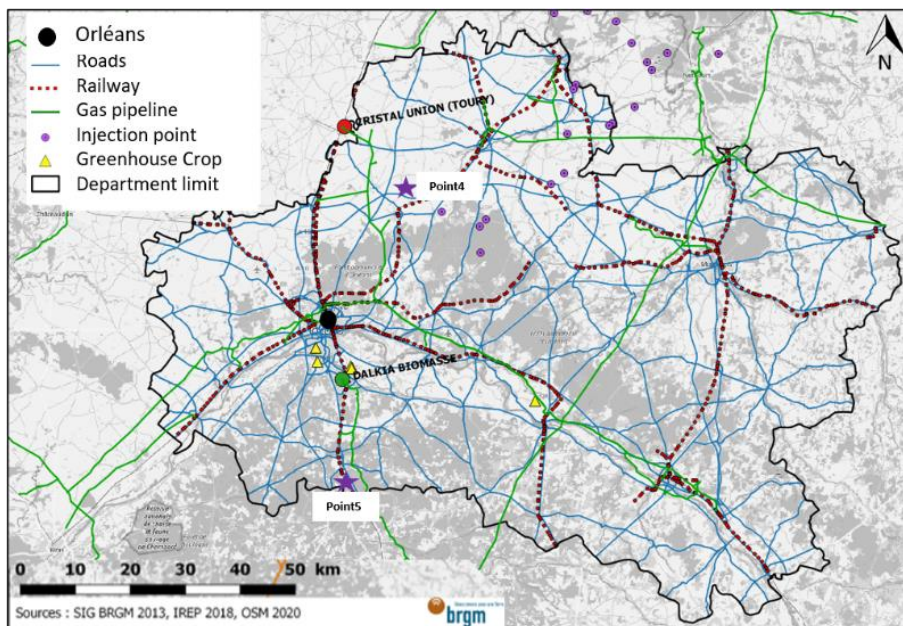 Orléans
Roads
Railway
Gas pipeline
Injection point
Greenhouse Crop
Department limit
N
CRISTAL UNION (TOURY)
Point4
DALKIA BIOMASSE
Point5
0 10 20 30 40 50 km
Sources : SIG BRGM 2013, IREP 2018, OSM 2020
brgm